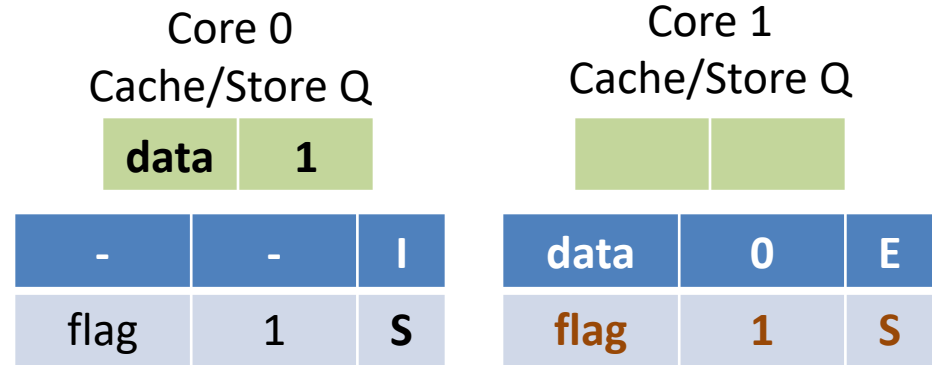 Core 0
Cache/Store Q
data 1
- - I
flag 1 S
Core 1
Cache/Store Q
data 0 E
flag 1 S